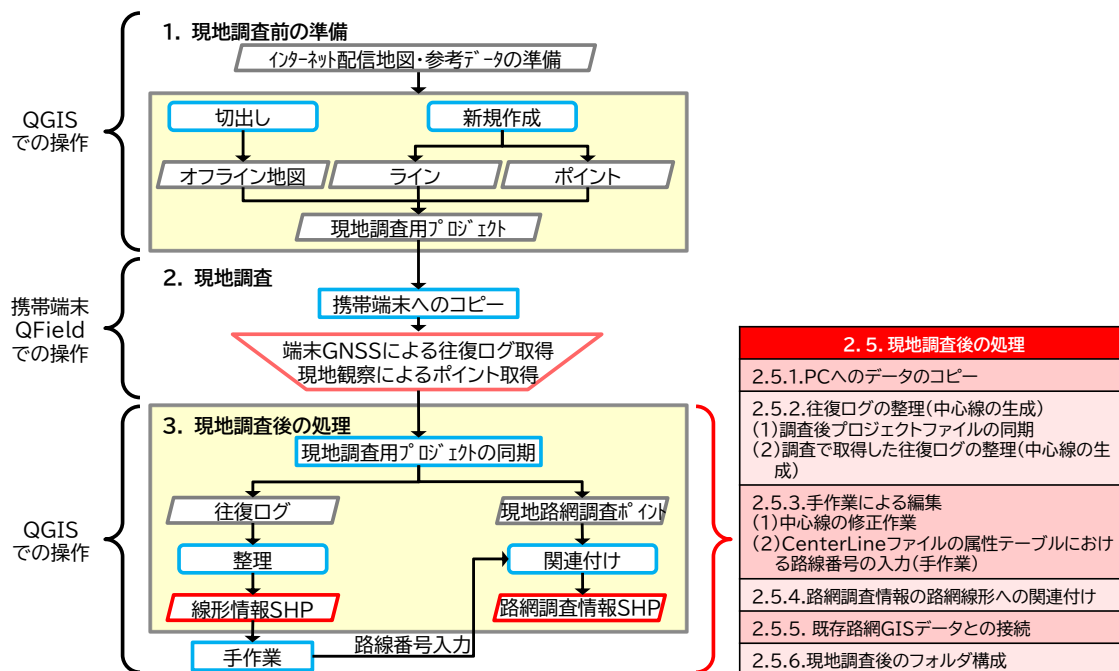 1. 現地調査前の準備
インターネット配信地図・参考データの準備
QGIS
での操作
切出し
新規作成
オフライン地図
ライン
ポイント
現地調査用プロジェクト
2. 現地調査
携帯端末
QField
での操作
携帯端末へのコピー
端末GNSSによる往復ログ取得
現地観察によるポイント取得
3. 現地調査後の処理
現地調査用プロジェクトの同期
QGIS
での操作
往復ログ
現地路網調査ポイント
整理
関連付け
線形情報SHP
路網調査情報SHP
手作業
路線番号入力
2.5.現地調査後の処理
2.5.1.PCへのデータのコピー
2.5.2.往復ログの整理(中心線の生成)
(1)調査後プロジェクトファイルの同期
(2)調査で取得した往復ログの整理(中心線の生
成)
2.5.3.手作業による編集
(1)中心線の修正作業
(2)CenterLineファイルの属性テーブルにおけ
る路線番号の入力(手作業)
2.5.4.路網調査情報の路網線形への関連付け
2.5.5. 既存路網GISデータとの接続
2.5.6.現地調査後のフォルダ構成